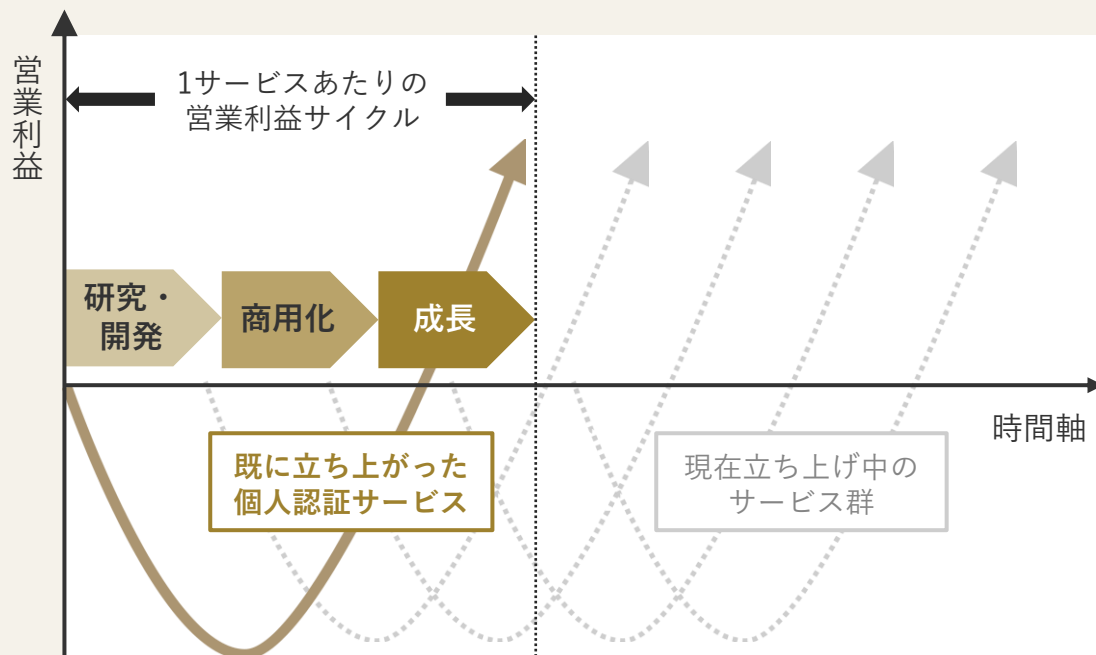 営業利益
1サービスあたりの
営業利益サイクル
研究・
開発
商用化
成長
時間軸
既に立ち上がった
個人認証サービス
現在立ち上げ中の
サービス群